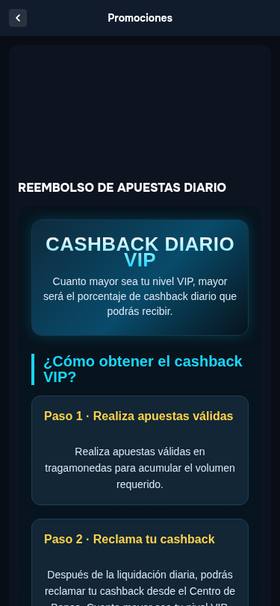 Promociones
REEMBOLSO DE APUESTAS DIARIO
CASHBACK DIARIO
VIP
Cuanto mayor sea tu nivel VIP, mayor
será el porcentaje de cashback diario que
podrás recibir.
¿Cómo obtener el cashback
VIP?
Paso 1 · Realiza apuestas válidas
Realiza apuestas válidas en
tragamonedas para acumular el volumen
requerido.
Paso 2 · Reclama tu cashback
Después de la liquidación diaria, podrás
reclamar tu cashback desde el Centro de